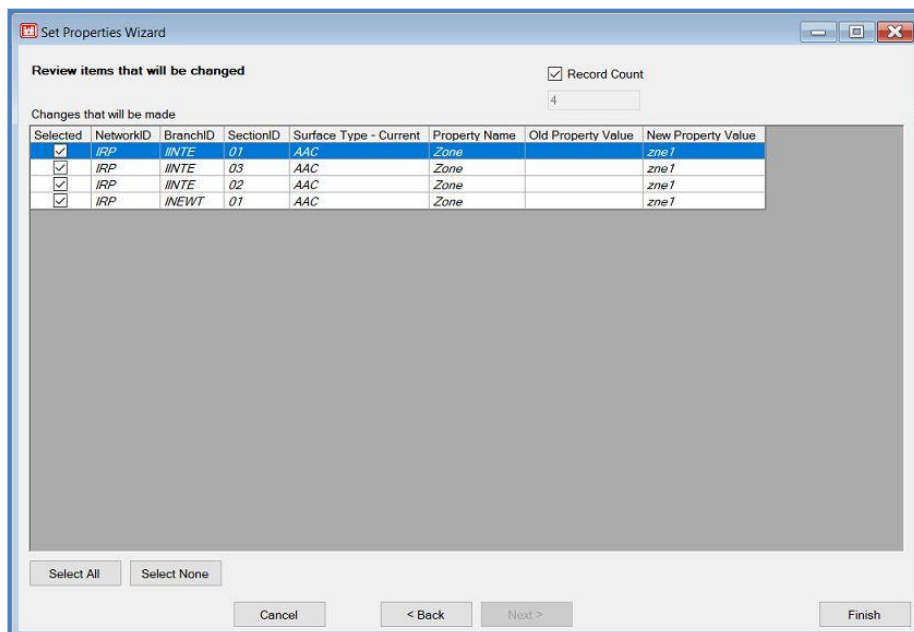 Set Properties Wizard
Review items that will be changed
Record Count
4
Changes that will be made
Selected NetworkID BranchID SectionID Surface Type - Current Property Name Old Property Value New Property Value
IRP IINTE 01 AAC Zone zne1
IRP IINTE 03 AAC Zone zne1
IRP IINTE 02 AAC Zone zne1
IRP INEWT 01 AAC Zone zne1
Select All Select None
Cancel < Back Next > Finish